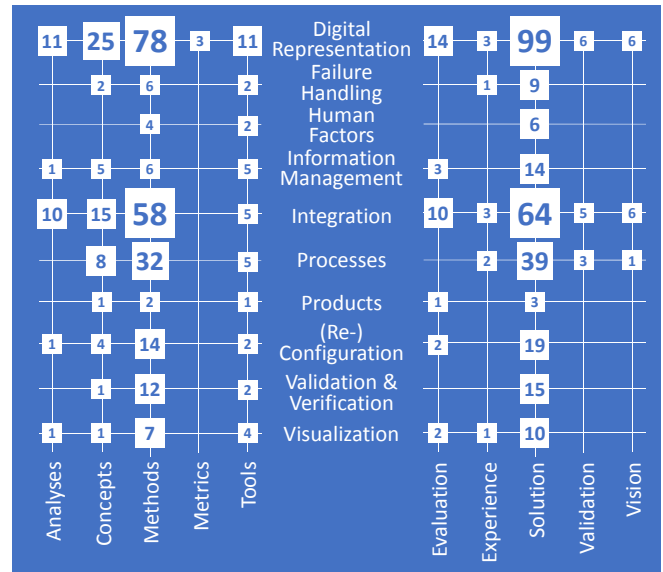 11 25 78 3 11 Digital Representation 14 3 99 6 6
2 6 2 Failure Handling 1 9
4 2 Human Factors 6
1 5 6 5 Information Management 3 14
10 15 58 5 Integration 10 3 64 5 6
8 32 5 Processes 2 39 3 1
1 2 1 Products 1 3
1 4 14 2 (Re-) Configuration 2 19
1 12 2 Validation & Verification 15
1 1 7 4 Visualization 2 1 10
Analyses Concepts Methods Metrics Tools Evaluation Experience Solution Validation Vision